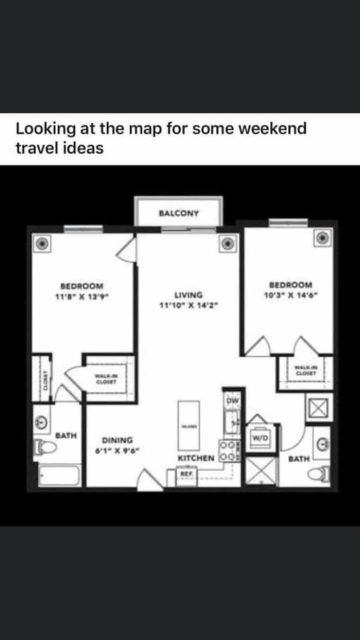 Looking at the map for some weekend
travel ideas
BALCONY
BEDROOM
11'8" X 13'9"
LIVING
11'10" X 14'2"
BEDROOM
10'3" X 14'6"
CLOSET
WALK-IN
CLOSET
WALK-IN
CLOSET
DW
BATH
DINING
6'1" X 9'6"
ISLAND
KITCHEN
REF.
W/D
BATH